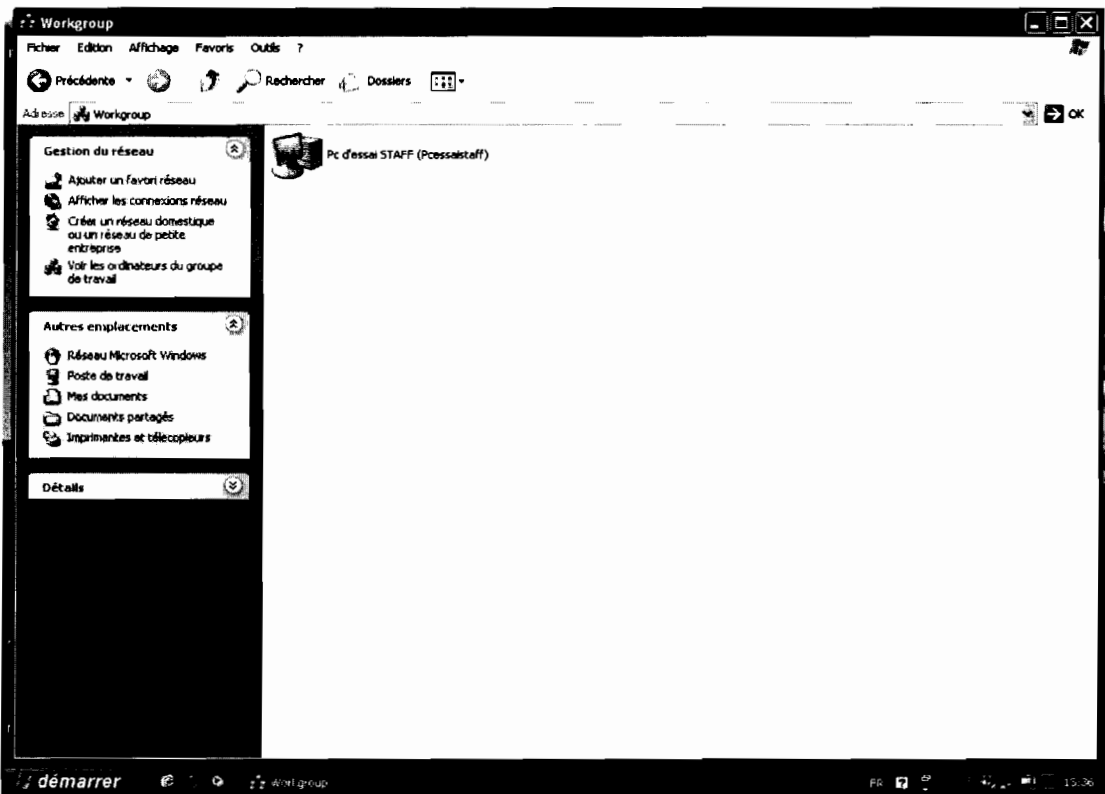 Workgroup
Fichier Edition Affichage Favoris Outils ?
Précédente Rechercher Dossiers
Adresse Workgroup OK
Gestion du réseau
Ajouter un favori réseau
Afficher les connexions réseau
Créer un réseau domestique
ou un réseau de petite
entreprise
Voir les ordinateurs du groupe
de travail
Pc d'essai STAFF (Pcessaistaff)
Autres emplacements
Réseau Microsoft Windows
Poste de travail
Mes documents
Documents partagés
Imprimantes et télécopieurs
Détails
démarrer Workgroup FR 15:36